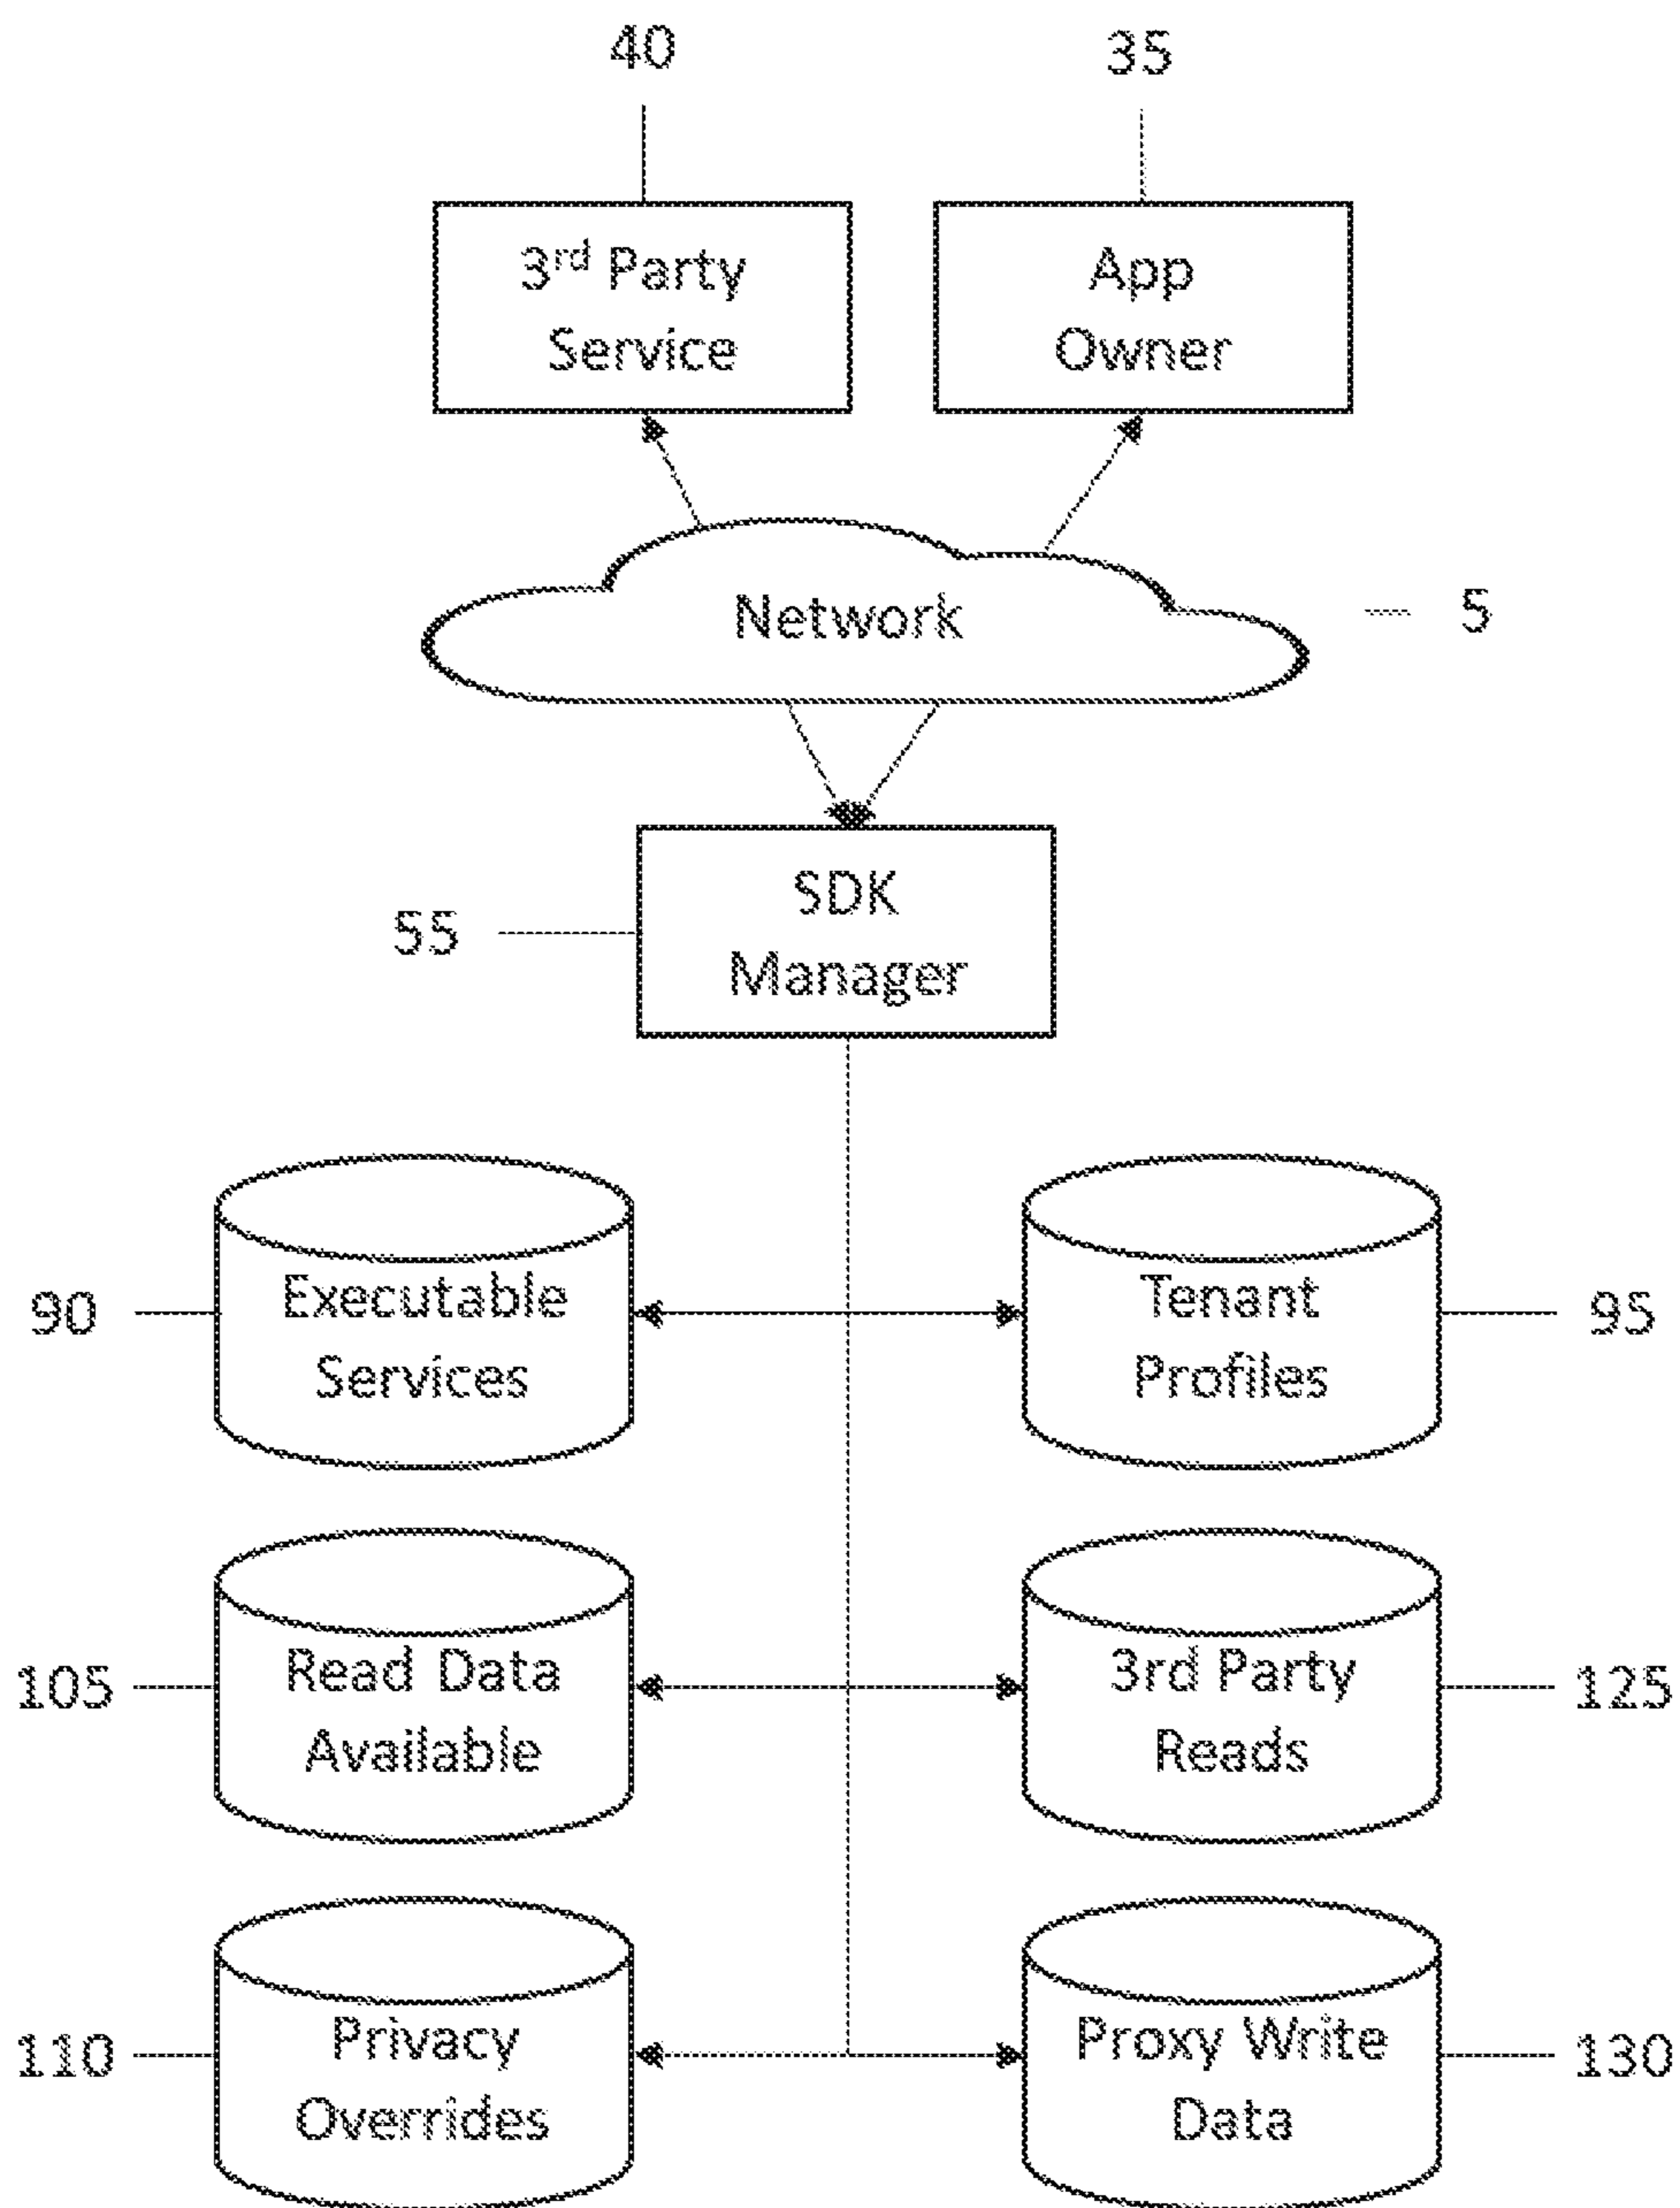 40
35
3rd Party
Service
App
Owner
Network
5
SDK
Manager
55
Executable
Services
90
Tenant
Profiles
95
Read Data
Available
105
3rd Party
Reads
125
Privacy
Overrides
110
Proxy Write
Data
130